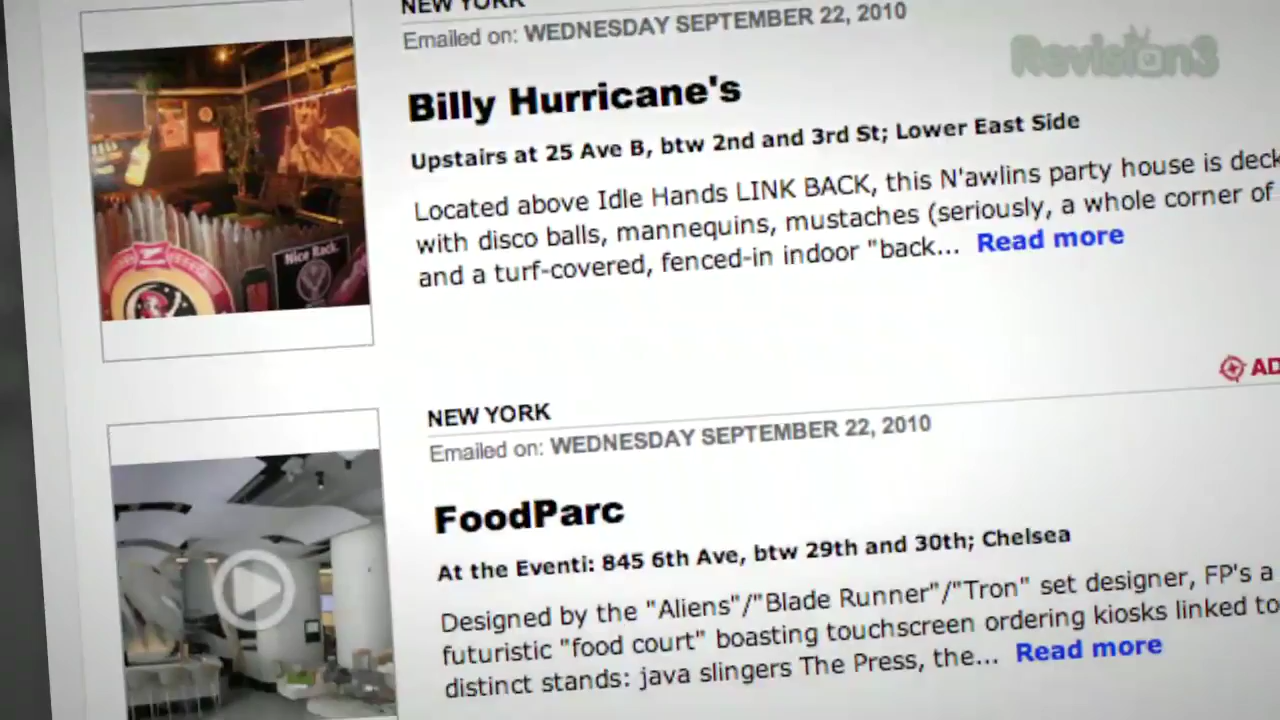 NEW YORK
Emailed on: WEDNESDAY SEPTEMBER 22, 2010
Revision3
Billy Hurricane's
Upstairs at 25 Ave B, btw 2nd and 3rd St; Lower East Side
Located above Idle Hands LINK BACK, this N'awlins party house is deck
with disco balls, mannequins, mustaches (seriously, a whole corner of
and a turf-covered, fenced-in indoor "back... Read more
Nice Rack.
AD
NEW YORK
Emailed on: WEDNESDAY SEPTEMBER 22, 2010
FoodParc
At the Eventi: 845 6th Ave, btw 29th and 30th; Chelsea
Designed by the "Aliens"/"Blade Runner"/"Tron" set designer, FP's a
futuristic "food court" boasting touchscreen ordering kiosks linked to
distinct stands: java slingers The Press, the... Read more